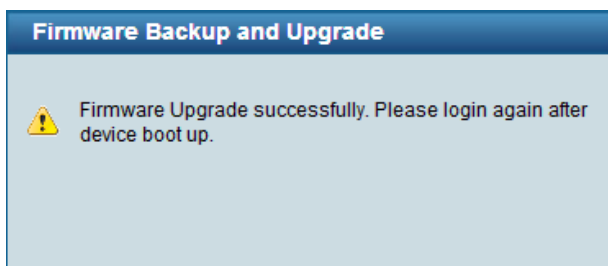 Firmware Backup and Upgrade
Firmware Upgrade successfully. Please login again after
device boot up.